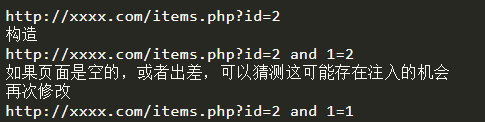 http://xxxx.com/items.php?id=2
构造
http://xxxx.com/items.php?id=2 and 1=2
如果页面是空的，或者出差，可以猜测这可能存在注入的机会
再次修改
http://xxxx.com/items.php?id=2 and 1=1